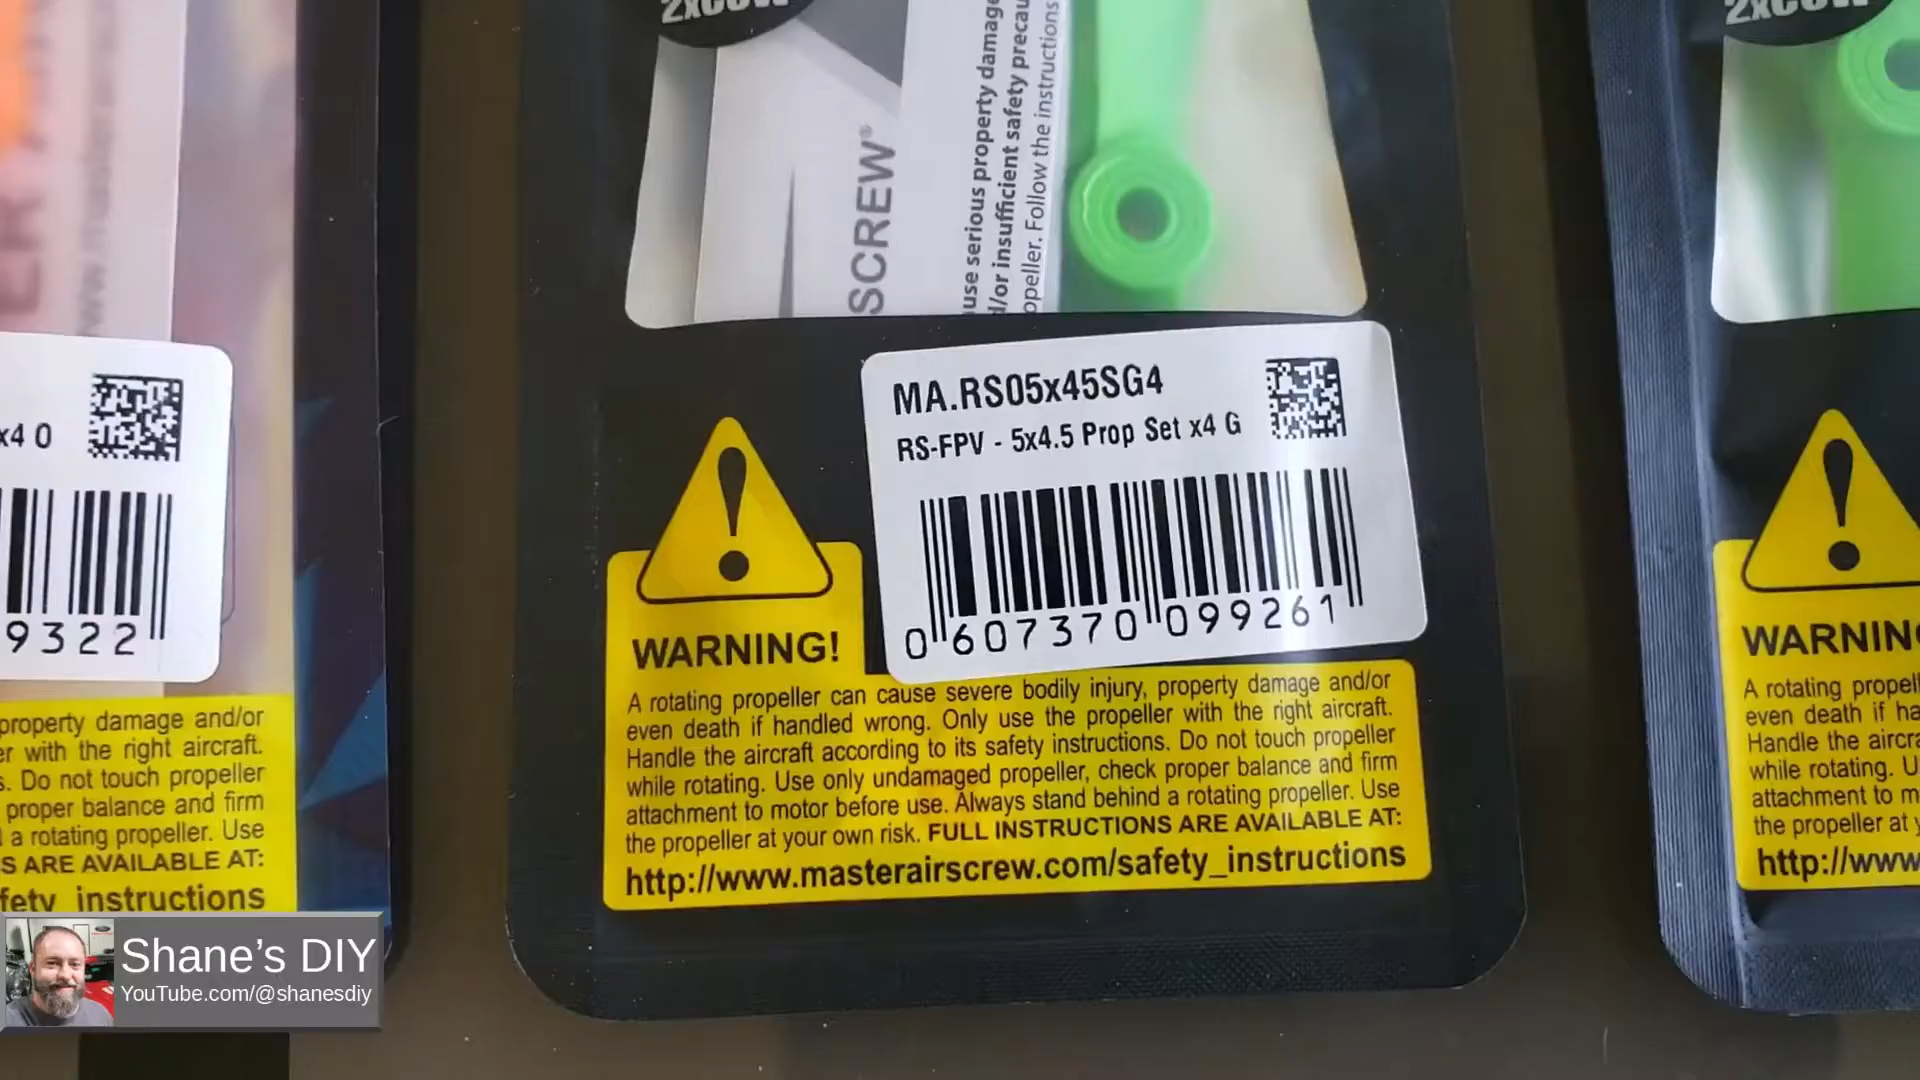 2xCCW
SCREW®
use serious property damage
d/or insufficient safety precau
opeller. Follow the instructions
MA.RS05x45SG4
RS-FPV - 5x4.5 Prop Set x4 G
0 607370 099261
WARNING!
A rotating propeller can cause severe bodily injury, property damage and/or
even death if handled wrong. Only use the propeller with the right aircraft.
Handle the aircraft according to its safety instructions. Do not touch propeller
while rotating. Use only undamaged propeller, check proper balance and firm
attachment to motor before use. Always stand behind a rotating propeller. Use
the propeller at your own risk. FULL INSTRUCTIONS ARE AVAILABLE AT:
http://www.masterairscrew.com/safety_instructions
ER
www.masterair
x4 O
9322
property damage and/or
er with the right aircraft.
s. Do not touch propeller
proper balance and firm
a rotating propeller. Use
S ARE AVAILABLE AT:
fety_instructions
2xCCW
WARNING
A rotating propell
even death if ha
Handle the aircra
while rotating. U
attachment to m
the propeller at y
http://www
Shane's DIY
YouTube.com/@shanesdiy